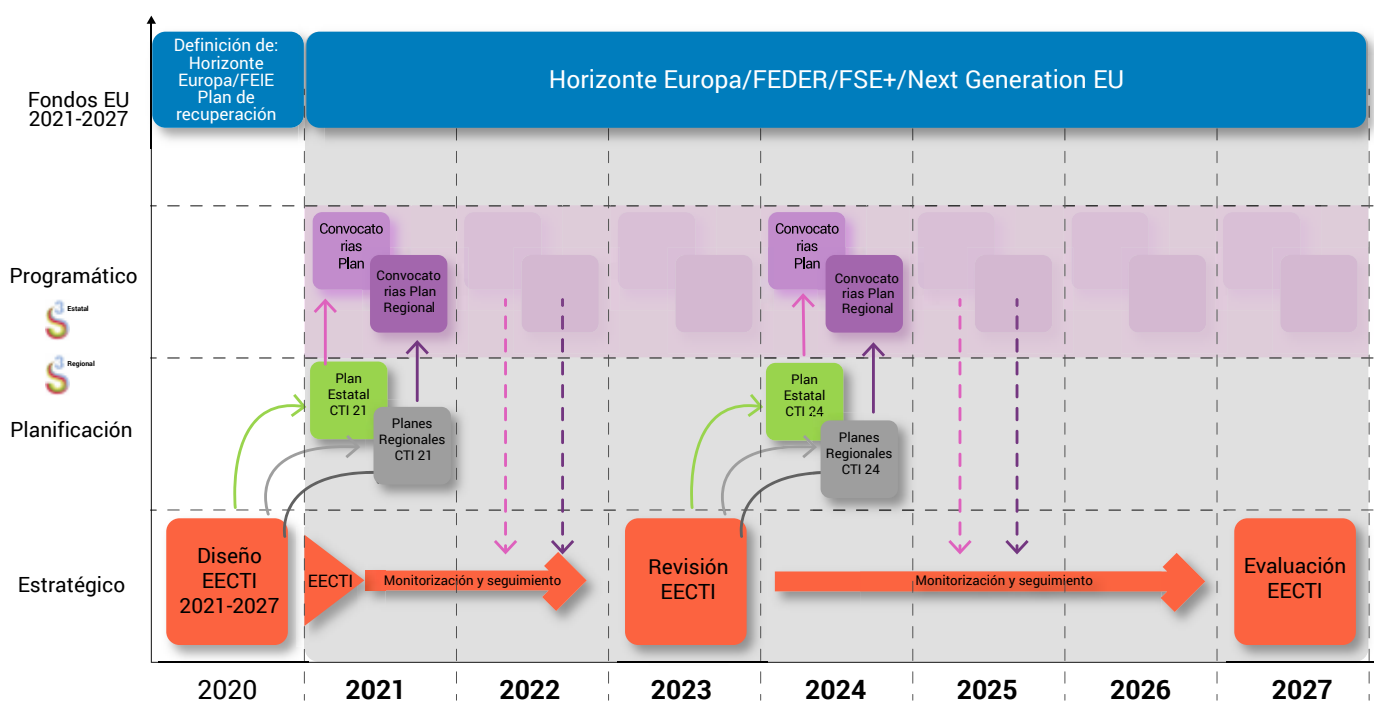 Definición de:
Horizonte
Europa/FEIE
Plan de
recuperación
Horizonte Europa/FEDER/FSE+/Next Generation EU
Fondos EU
2021-2027
Convocato
rias
Plan
Convocato
rias Plan
Regional
Convocato
rias
Plan
Convocato
rias Plan
Regional
Programático
Estatal
Regional
Plan
Estatal
CTI 21
Planes
Regionales
CTI 21
Plan
Estatal
CTI 24
Planes
Regionales
CTI 24
Planificación
Estratégico
Diseño
EECTI
2021-2027
EECTI
Monitorización y seguimiento
Revisión
EECTI
Monitorización y seguimiento
Evaluación
EECTI
2020
2021
2022
2023
2024
2025
2026
2027